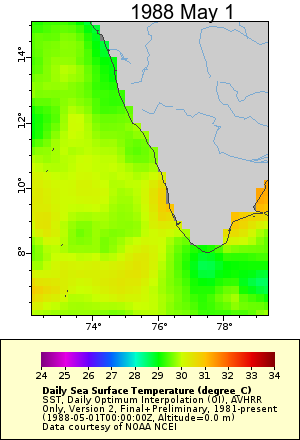 1988 May 1
14°
12°
10°
8°
74° 76° 78°
24 25 26 27 28 29 30 31 32 33 34
Daily Sea Surface Temperature (degree_C)
SST, Daily Optimum Interpolation (OI), AVHRR
Only, Version 2, Final+Preliminary, 1981-present
(1988-05-01T00:00:00Z, Altitude=0.0 m)
Data courtesy of NOAA NCEI